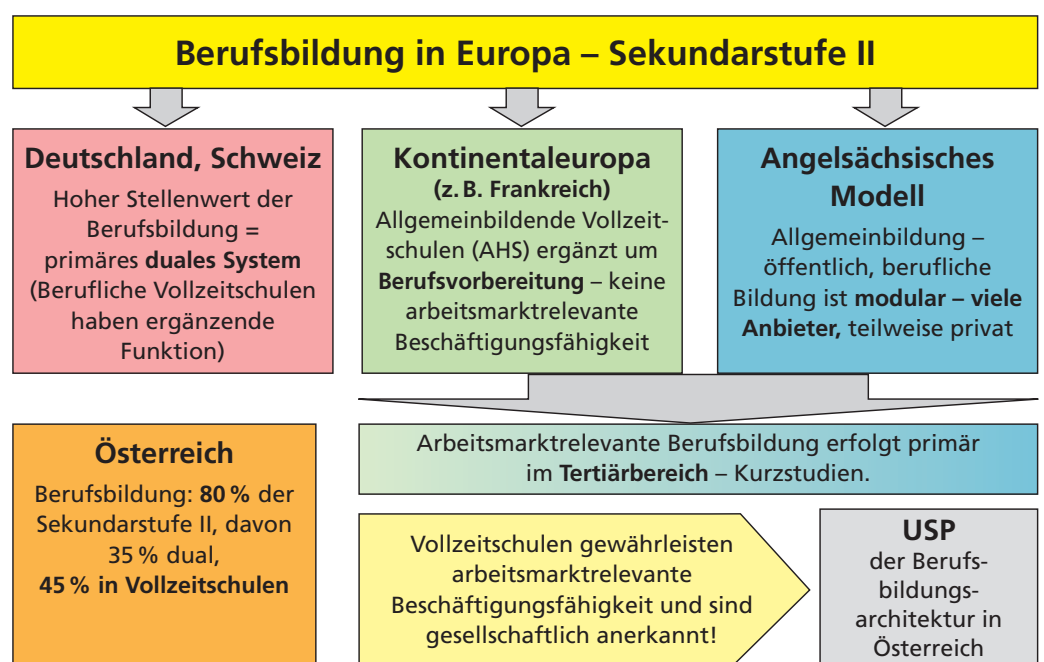 Berufsbildung in Europa – Sekundarstufe II
Deutschland, Schweiz
Hoher Stellenwert der
Berufsbildung =
primäres duales System
(Berufliche Vollzeitschulen
haben ergänzende
Funktion)
Kontinentaleuropa
(z. B. Frankreich)
Allgemeinbildende Vollzeit-
schulen (AHS) ergänzt um
Berufsvorbereitung – keine
arbeitsmarktrelevante
Beschäftigungsfähigkeit
Angelsächsisches
Modell
Allgemeinbildung –
öffentlich, berufliche
Bildung ist modular – viele
Anbieter, teilweise privat
Arbeitsmarktrelevante Berufsbildung erfolgt primär
im Tertiärbereich – Kurzstudien.
Österreich
Berufsbildung: 80 % der
Sekundarstufe II, davon
35 % dual,
45 % in Vollzeitschulen
Vollzeitschulen gewährleisten
arbeitsmarktrelevante
Beschäftigungsfähigkeit und sind
gesellschaftlich anerkannt!
USP
der Berufs-
bildungs-
architektur in
Österreich